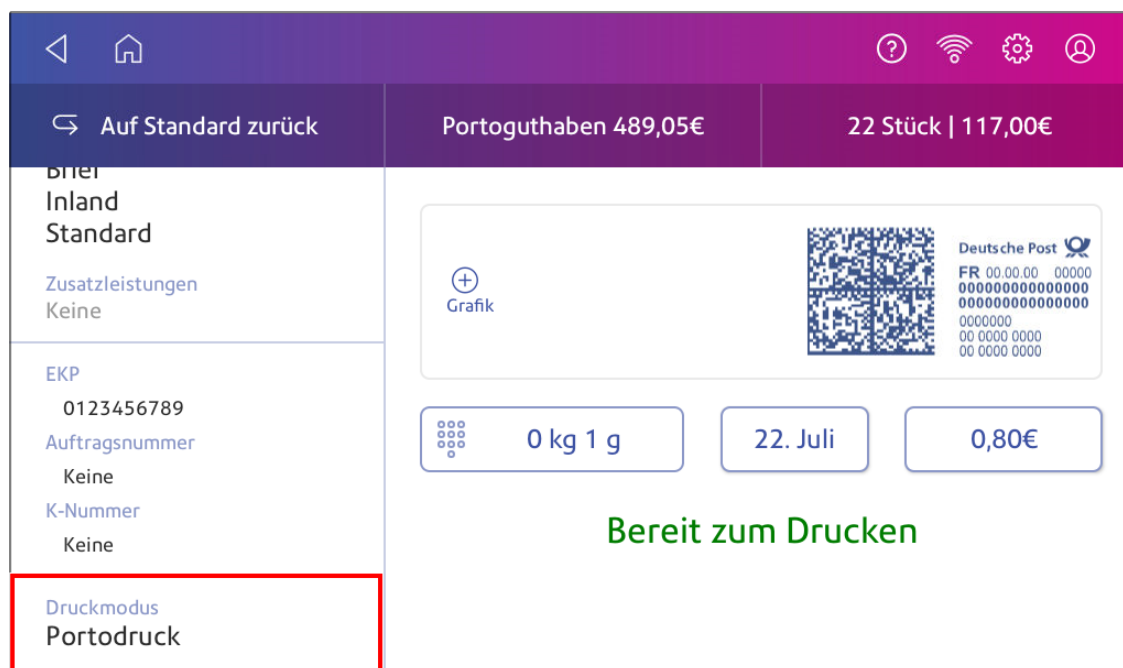 Auf Standard zurück
Portoguthaben 489,05€
22 Stück | 117,00€
Brief
Inland
Standard
Zusatzleistungen
Keine
EKP
0123456789
Auftragsnummer
Keine
K-Nummer
Keine
Druckmodus
Portodruck
Grafik
Deutsche Post
FR 00.00.00 00000
000000000000000
000000000000000
0000000
00 0000 0000
00 0000 0000
0 kg 1 g
22. Juli
0,80€
Bereit zum Drucken